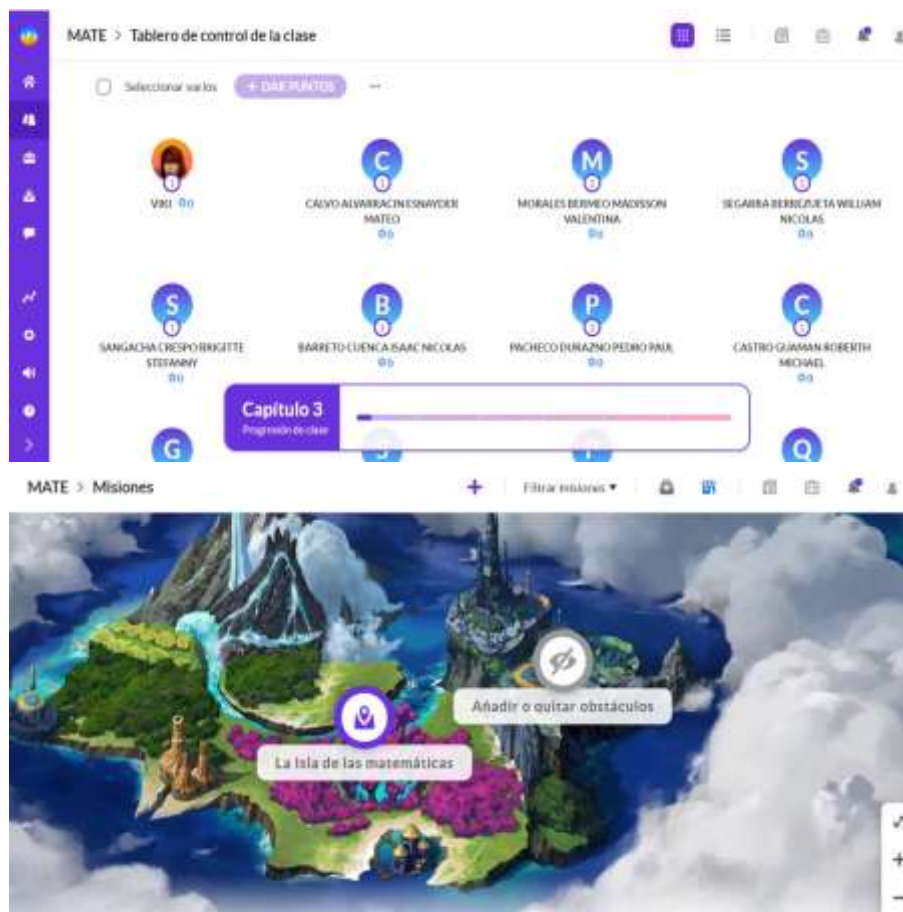 MATE > Tablero de control de la clase
Seleccionar varios
+ DAR PUNTOS
VIKI
C
CALVO ALVARRACIN ESNAYDER
MATEO
M
MORALES BERMEO MADISSON
VALENTINA
S
SEGARRA BERREZUETA WILLIAM
NICOLAS
S
SANGACHA CRESPO BRIGITTE
STEFANNY
B
BARRETO CUENCA ISAAC NICOLAS
P
PACHECO DURAZNO PEDRO PAUL
C
CASTRO GUAMAN ROBERTH
MICHAEL
Capítulo 3
Progresión de clase
G
Q
MATE > Misiones
Filtrar misiones
Añadir o quitar obstáculos
La Isla de las matemáticas